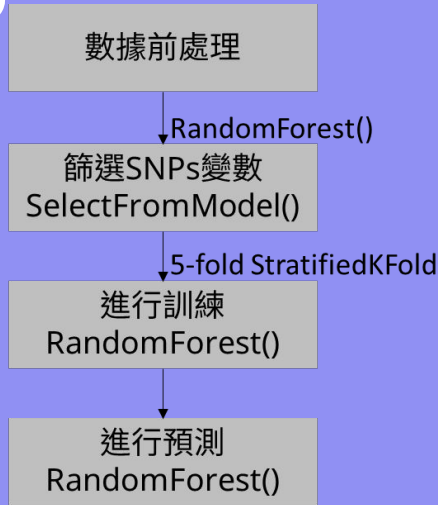 數據前處理
RandomForest()
篩選SNPs變數
SelectFromModel()
5-fold StratifiedKFold
進行訓練
RandomForest()
進行預測
RandomForest()